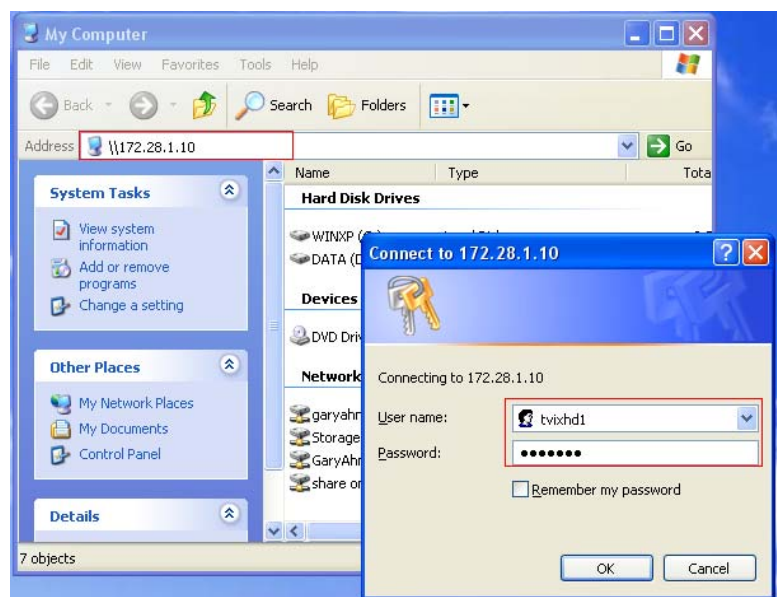 My Computer
File Edit View Favorites Tools Help
Back Search Folders
Address \\172.28.1.10 Go
System Tasks
View system
information
Add or remove
programs
Change a setting
Other Places
My Network Places
My Documents
Control Panel
Details
Name Type Tota
Hard Disk Drives
WINXP (
DATA (D
Devices
DVD Driv
Network
garyahn
Storage
GaryAhn
share on
7 objects
Connect to 172.28.1.10
Connecting to 172.28.1.10
User name: tvixhd1
Password: •••••••
Remember my password
OK Cancel